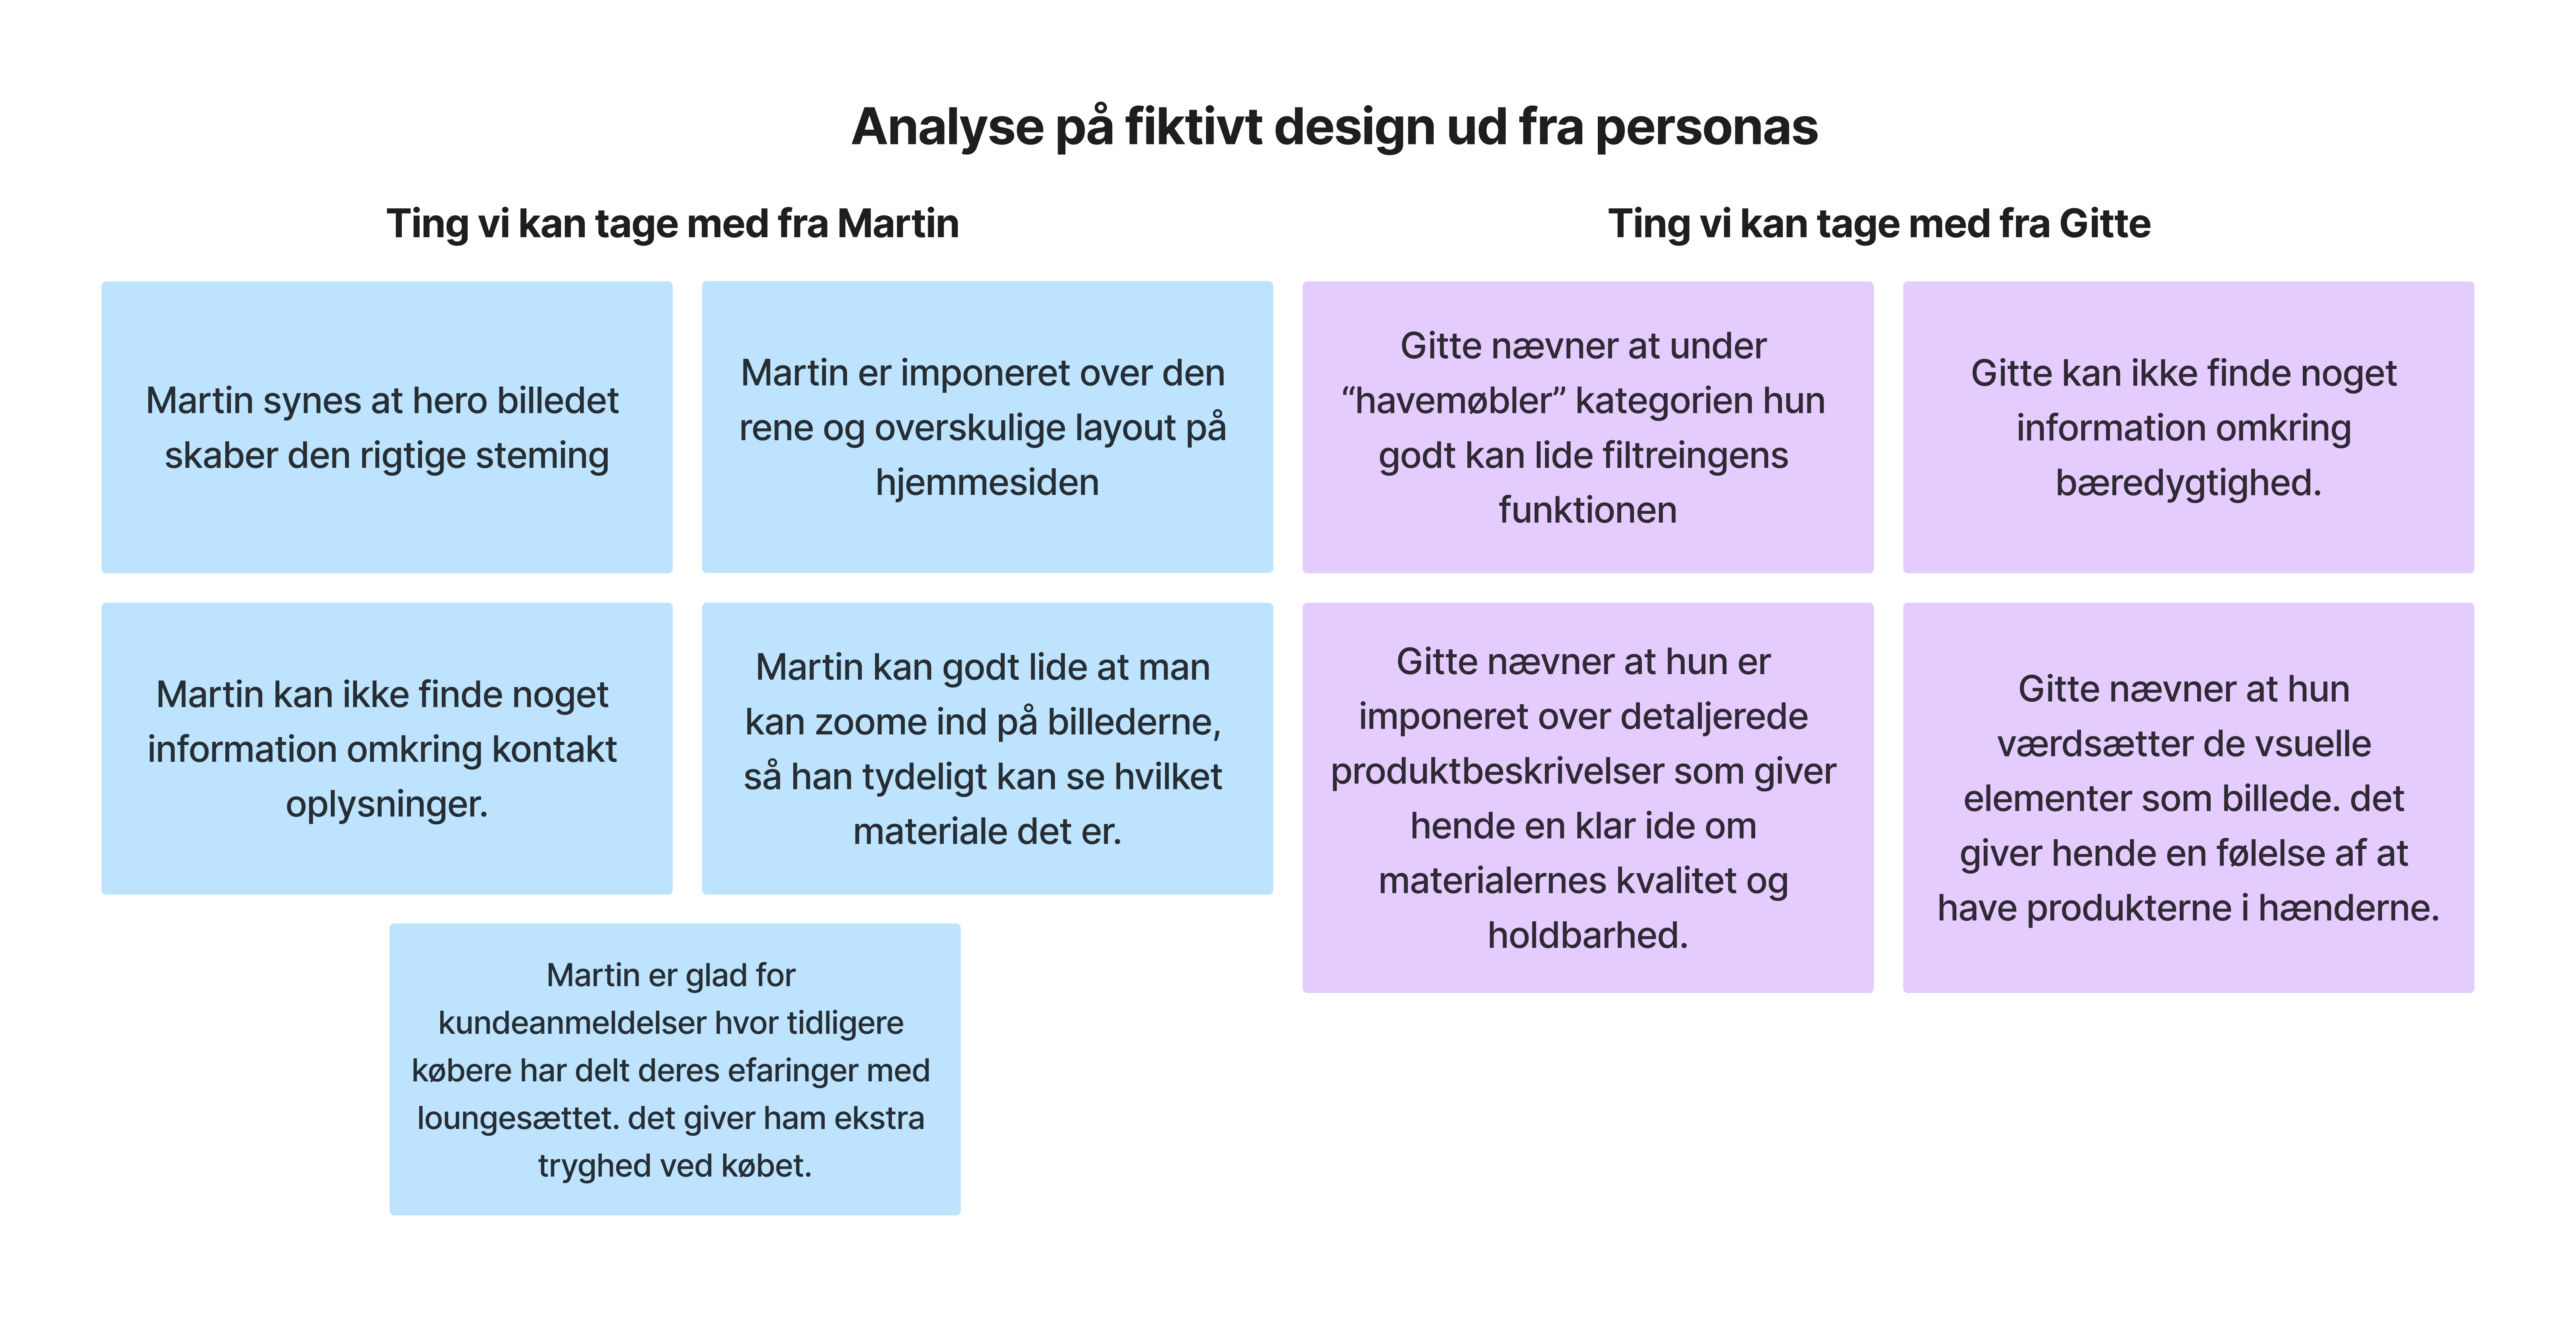 Analyse på fiktivt design ud fra personas
Ting vi kan tage med fra Martin
Martin synes at hero billedet
skaber den rigtige steming
Martin er imponeret over den
rene og overskulige layout på
hjemmesiden
Martin kan ikke finde noget
information omkring kontakt
oplysninger.
Martin kan godt lide at man
kan zoome ind på billederne,
så han tydeligt kan se hvilket
materiale det er.
Martin er glad for
kundeanmeldelser hvor tidligere
købere har delt deres efaringer med
loungesættet. det giver ham ekstra
tryghed ved købet.
Ting vi kan tage med fra Gitte
Gitte nævner at under
“havemøbler” kategorien hun
godt kan lide filtreingens
funktionen
Gitte kan ikke finde noget
information omkring
bæredygtighed.
Gitte nævner at hun er
imponeret over detaljerede
produktbeskrivelser som giver
hende en klar ide om
materialernes kvalitet og
holdbarhed.
Gitte nævner at hun
værdsætter de vsuelle
elementer som billede. det
giver hende en følelse af at
have produkterne i hænderne.